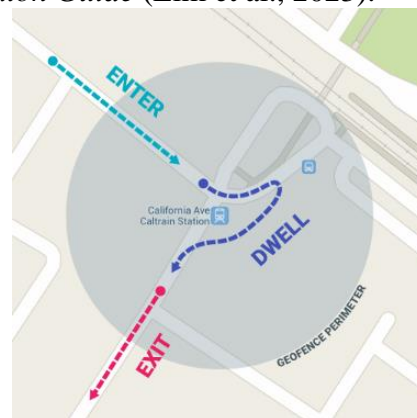 ENTER
California Ave
Caltrain Station
DWELL
GEOFENCE PERIMETER
EXIT